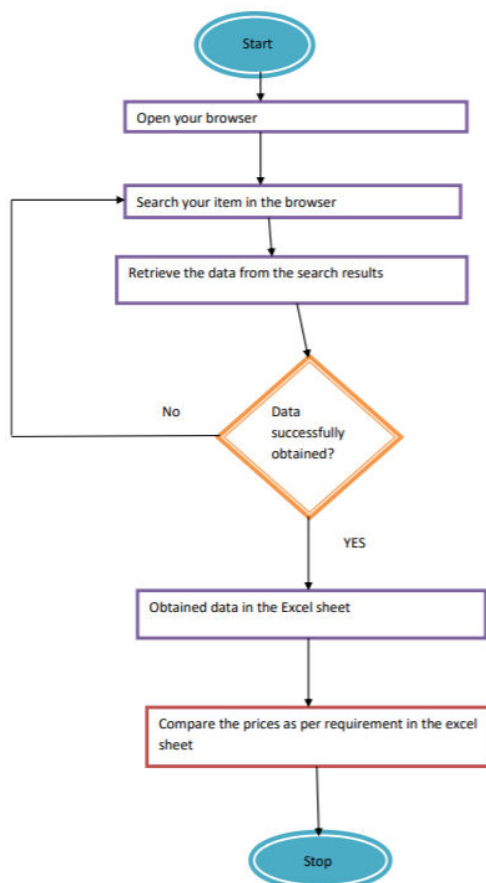 Start
Open your browser
Search your item in the browser
Retrieve the data from the search results
No
Data
successfully
obtained?
YES
Obtained data in the Excel sheet
Compare the prices as per requirement in the excel
sheet
Stop